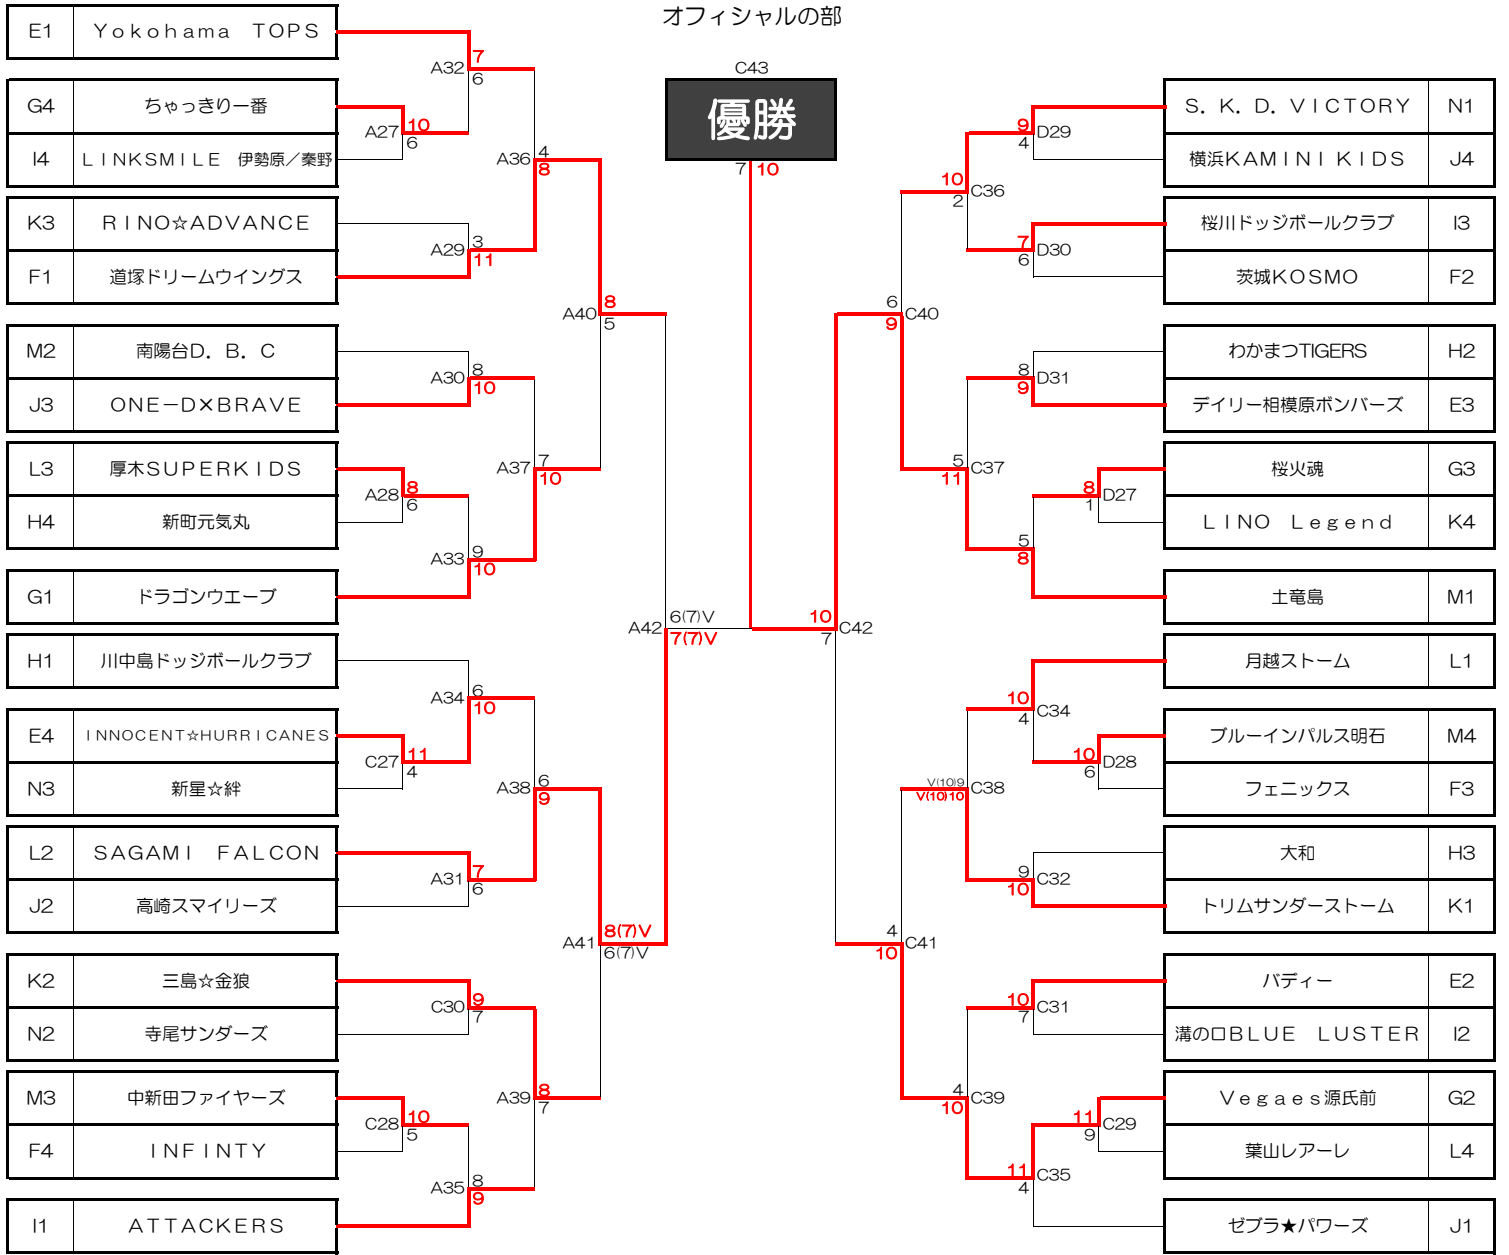 オフィシャルの部
C43
優勝
7 10
E1 Yokohama TOPS
G4 ちゃっきり一番
I4 LINKSMILE 伊勢原／秦野
K3 RINO☆ADVANCE
F1 道塚ドリームウイングス
M2 南陽台D．B．C
J3 ONE－D×BRAVE
L3 厚木SUPERKIDS
H4 新町元気丸
G1 ドラゴンウエーブ
H1 川中島ドッジボールクラブ
E4 INNOCENT☆HURRICANES
N3 新星☆絆
L2 SAGAMI FALCON
J2 高崎スマイリーズ
K2 三島☆金狼
N2 寺尾サンダーズ
M3 中新田ファイヤーズ
F4 INFINTY
I1 ATTACKERS
A32 7 6
A27 10 6
A29 3 11
A30 8 10
A28 8 6
A33 9 10
A34 6 10
C27 11 4
A31 7 6
C30 9 7
C28 10 5
A35 8 9
A36 4 8
A37 7 10
A38 6 9
A39 8 7
A40 8 5
A41 8(7)V 6(7)V
A42 6(7)V 7(7)V
S．K．D．VICTORY N1
横浜KAMINIKIDS J4
桜川ドッジボールクラブ I3
茨城KOSMO F2
わかまつTIGERS H2
デイリー相模原ボンバーズ E3
桜火魂 G3
LINO Legend K4
土竜島 M1
月越ストーム L1
ブルーインパルス明石 M4
フェニックス F3
大和 H3
トリムサンダーストーム K1
バディー E2
溝の口BLUE LUSTER I2
Vegaes源氏前 G2
葉山レアーレ L4
ゼブラ★パワーズ J1
9 4 D29
7 6 D30
8 9 D31
8 1 D27
5 8
10 4 C34
10 6 D28
9 10 C32
10 7 C31
11 9 C29
11 4 C35
10 2 C36
5 11 C37
V(10)9 V(10)10 C38
4 10 C39
6 9 C40
4 10 C41
10 7 C42